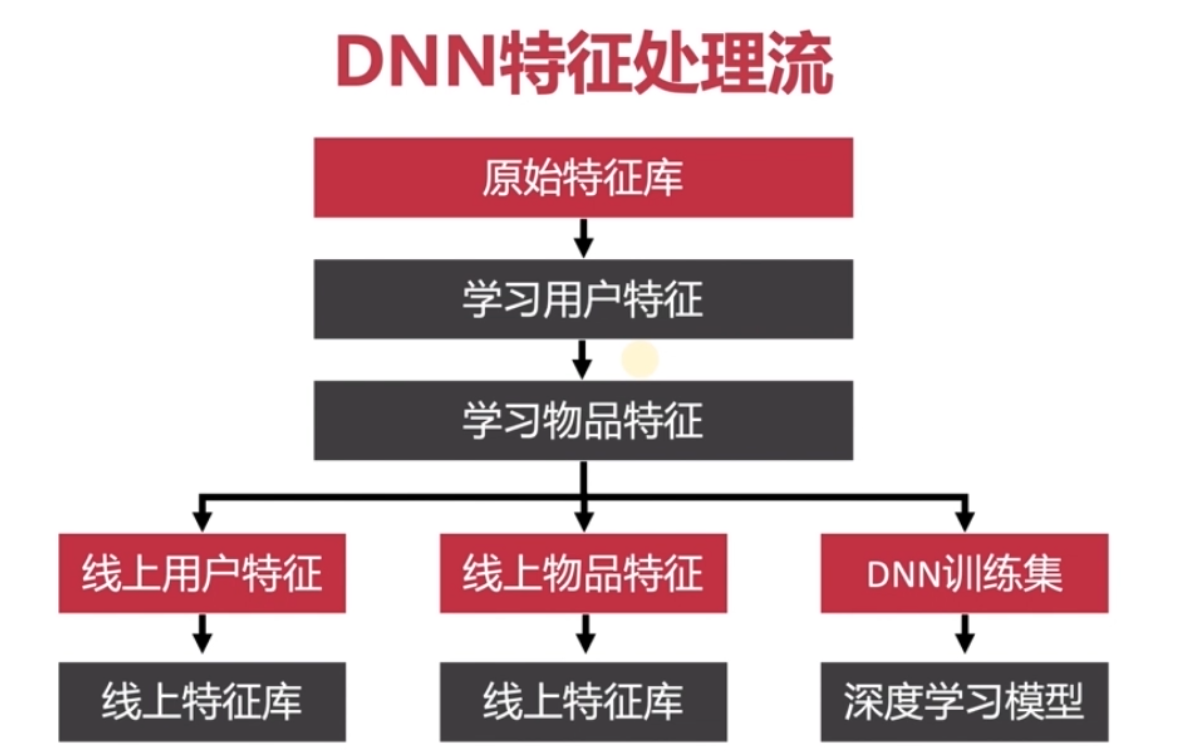 DNN特征处理流
原始特征库
学习用户特征
学习物品特征
线上用户特征
线上物品特征
DNN训练集
线上特征库
线上特征库
深度学习模型